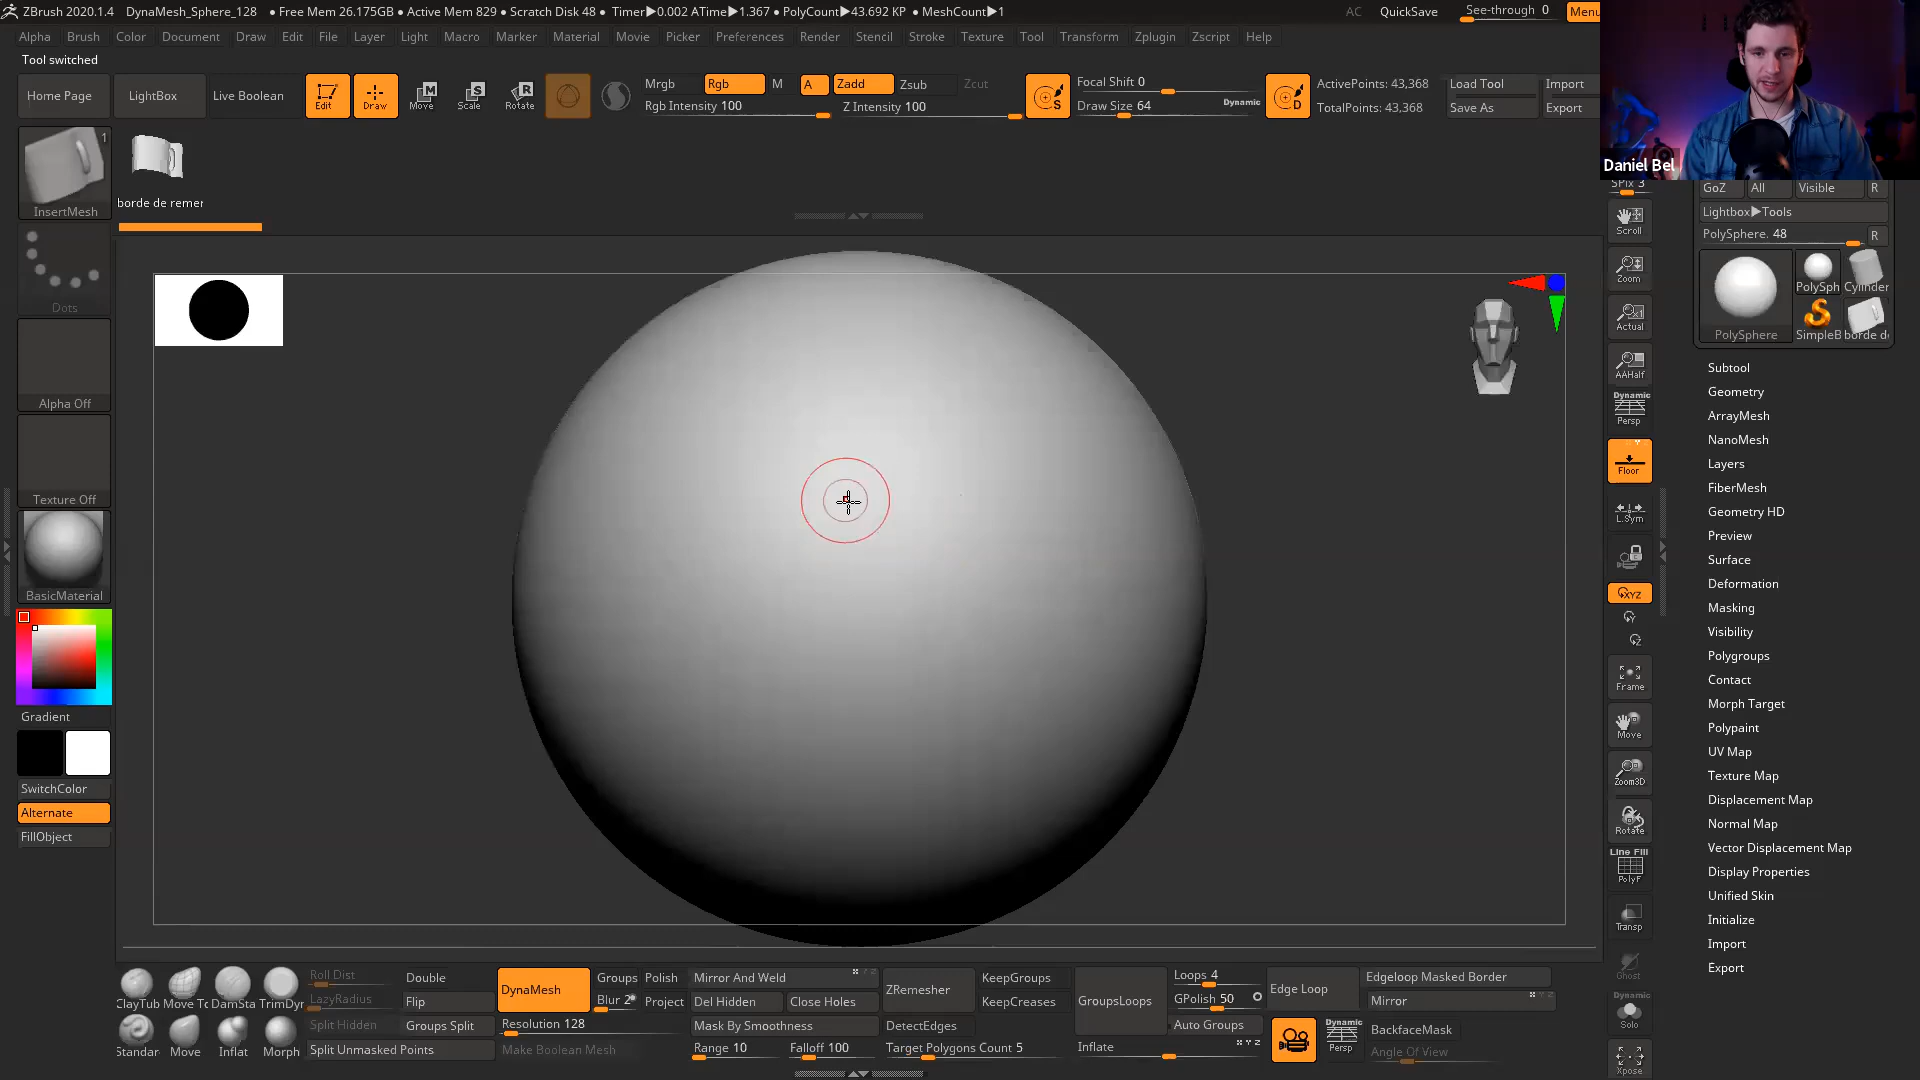 ZBrush 2020.1.4 DynaMesh_Sphere_128 ● Free Mem 26.175GB ● Active Mem 829 ● Scratch Disk 48 ● Timer▶0.002 ATime▶1.367 ● PolyCount▶43.692 KP ● MeshCount▶1 AC QuickSave See-through 0 Menu
Alpha Brush Color Document Draw Edit File Layer Light Macro Marker Material Movie Picker Preferences Render Stencil Stroke Texture Tool Transform Zplugin Zscript Help
Tool switched
Home Page LightBox Live Boolean Edit Draw Move Scale Rotate
Mrgb Rgb M A Zadd Zsub Zcut
Rgb Intensity 100 Z Intensity 100
Focal Shift 0
Draw Size 64 Dynamic
S D
ActivePoints: 43,368
TotalPoints: 43,368
Load Tool Import
Save As Export
Daniel Bel
InsertMesh 1
borde de remer
Dots
Alpha Off
Texture Off
BasicMaterial
Gradient
SwitchColor
Alternate
FillObject
SPix 3
Scroll
Zoom
Actual
AAHalf
Dynamic
Persp
Floor
L.Sym
XYZ
Frame
Move
Zoom3D
Rotate
Line Fill
PolyF
Transp
Ghost
Dynamic
Solo
Xpose
GoZ All Visible R
Lightbox▶Tools
PolySphere. 48 R
PolySph Cylinder
PolySphere SimpleB borde de
Subtool
Geometry
ArrayMesh
NanoMesh
Layers
FiberMesh
Geometry HD
Preview
Surface
Deformation
Masking
Visibility
Polygroups
Contact
Morph Target
Polypaint
UV Map
Texture Map
Displacement Map
Normal Map
Vector Displacement Map
Display Properties
Unified Skin
Initialize
Import
Export
ClayTub Move To DamSta TrimDyr
Standar Move Inflat Morph
Roll Dist Double
LazyRadius Flip
Split Hidden Groups Split
Split Unmasked Points
DynaMesh Groups Polish
Blur 2 Project
Resolution 128
Make Boolean Mesh
Mirror And Weld
Del Hidden Close Holes
Mask By Smoothness
Range 10 Falloff 100
ZRemesher KeepGroups
KeepCreases
DetectEdges
Target Polygons Count 5
GroupsLoops Loops 4
GPolish 50
Auto Groups
Inflate
Edge Loop Edgeloop Masked Border
Mirror
Dynamic
Persp
BackfaceMask
Angle Of View